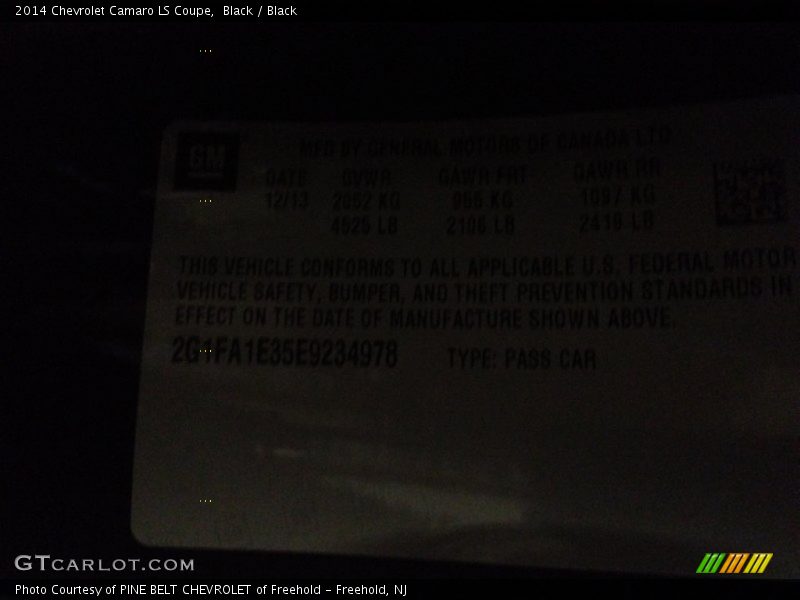 2014 Chevrolet Camaro LS Coupe,  Black / Black
GM
MFD BY GENERAL MOTORS OF CANADA LTD
DATE GVWR GAWR FRT GAWR RR
12/13 2052 KG 955 KG 1097 KG
4525 LB 2106 LB 2419 LB
THIS VEHICLE CONFORMS TO ALL APPLICABLE U.S. FEDERAL MOTOR
VEHICLE SAFETY, BUMPER, AND THEFT PREVENTION STANDARDS IN
EFFECT ON THE DATE OF MANUFACTURE SHOWN ABOVE.
2G1FA1E35E9234978 TYPE: PASS CAR
GTCARLOT.COM
Photo Courtesy of PINE BELT CHEVROLET of Freehold - Freehold, NJ